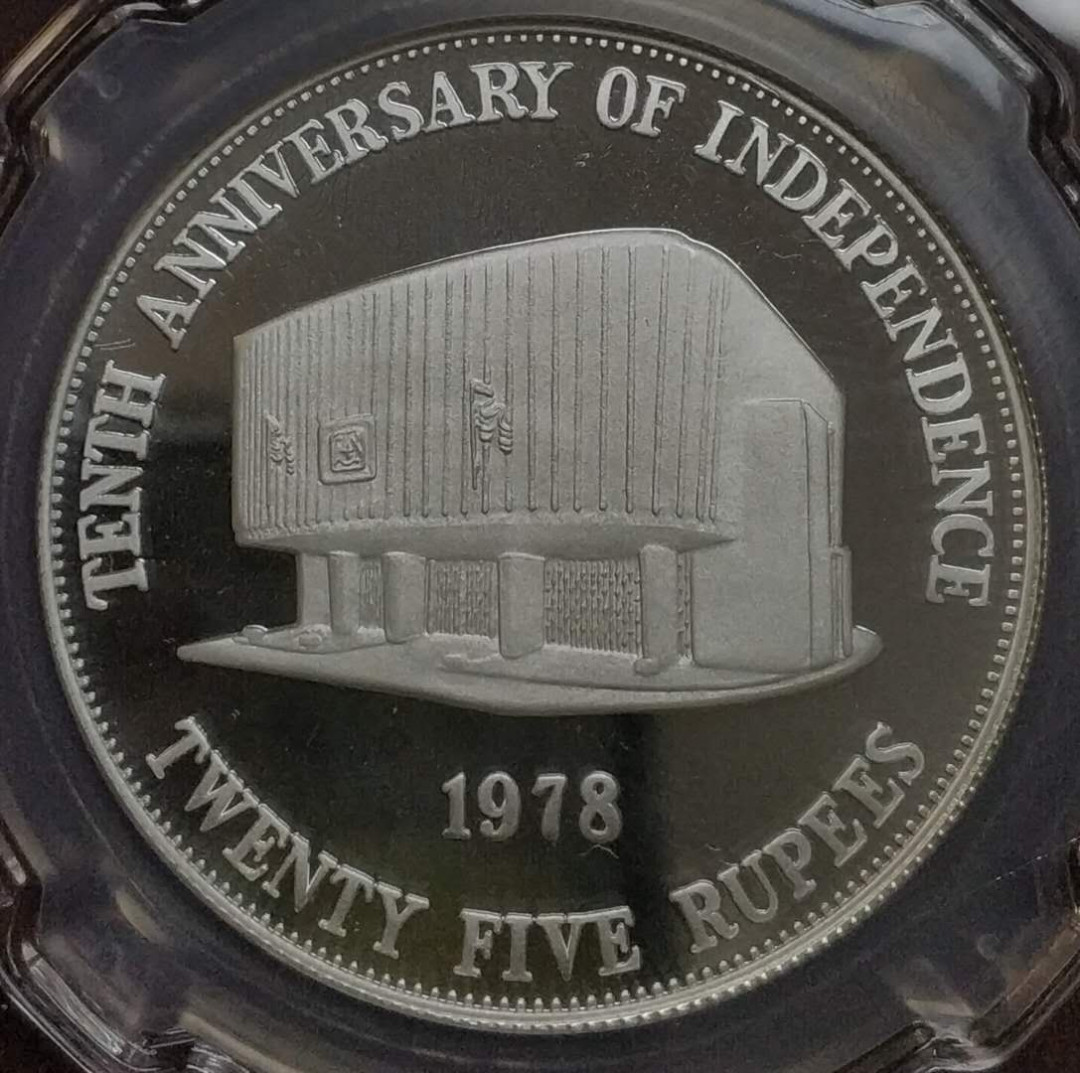 TENTH ANNIVERSARY OF INDEPENDENCE
1978
TWENTY FIVE RUPEES